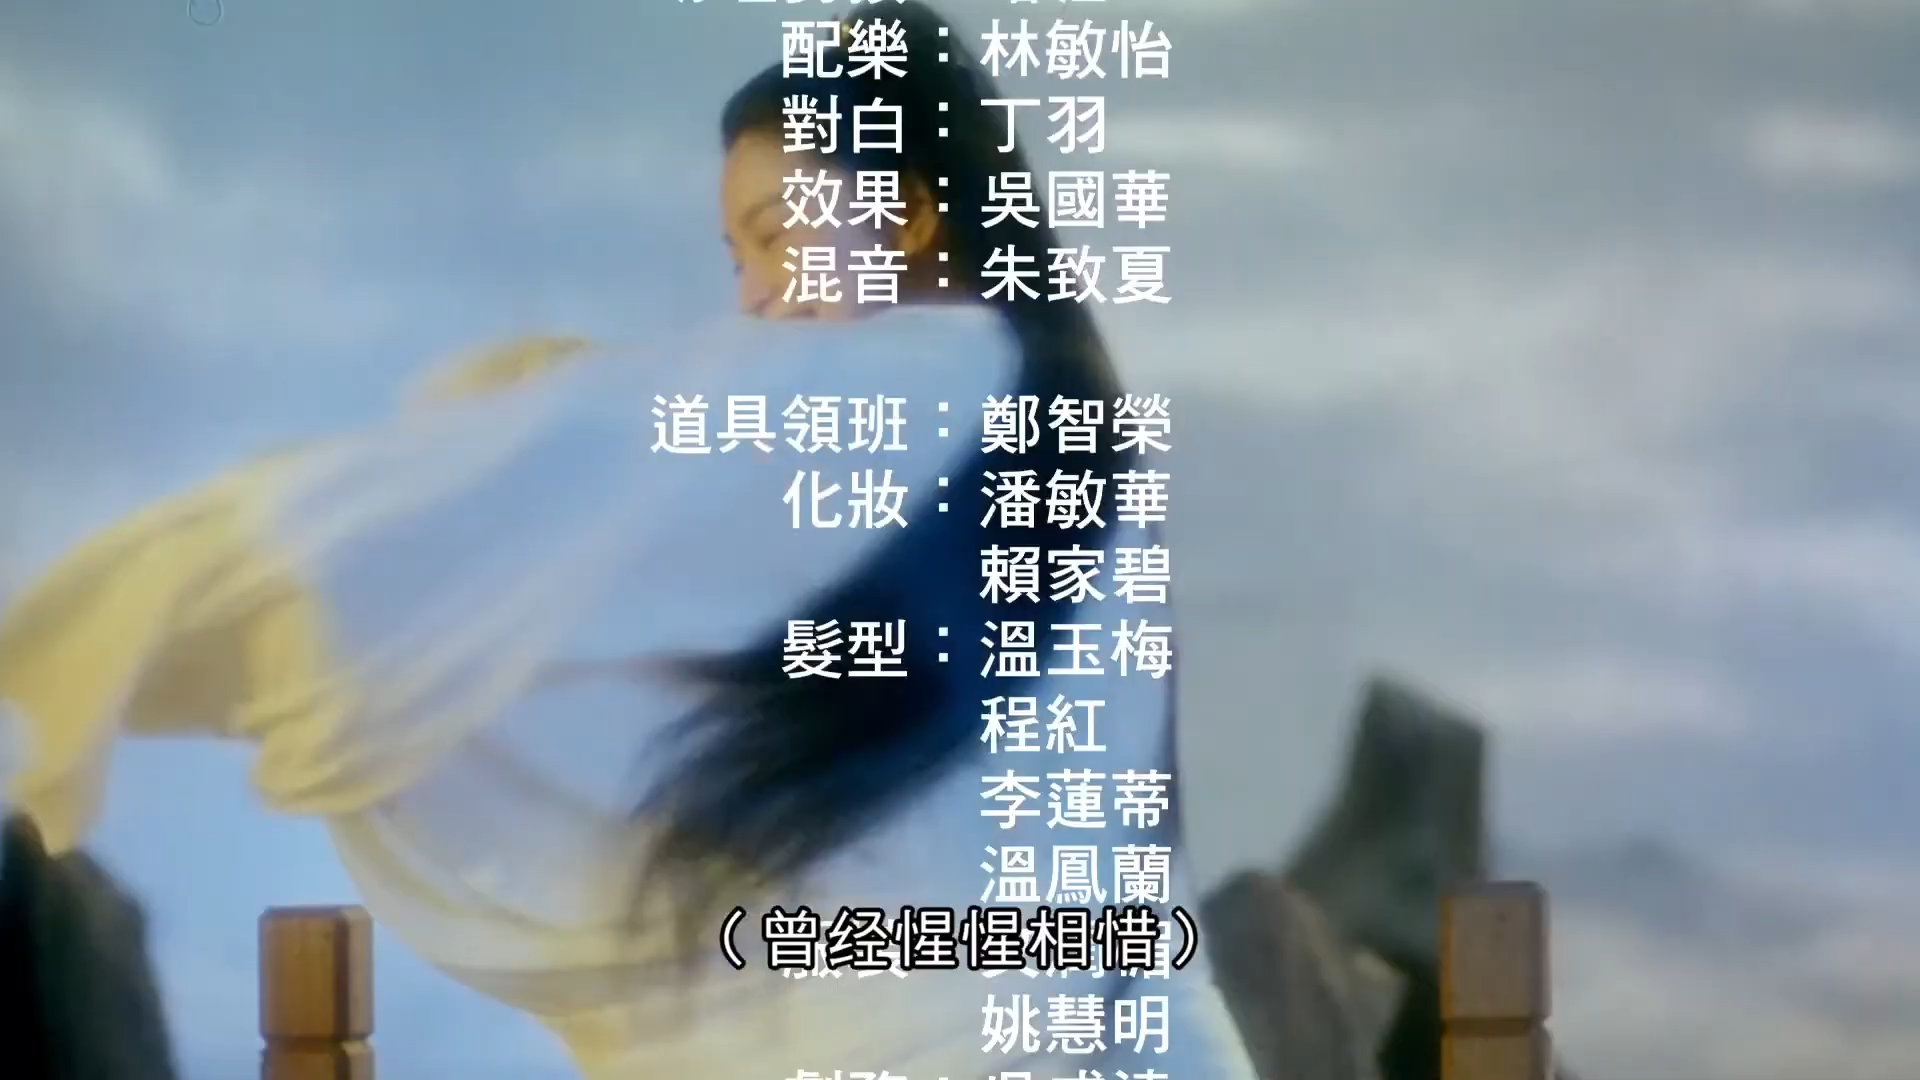 配樂：林敏怡
對白：丁羽
效果：吳國華
混音：朱致夏
道具領班：鄭智榮
化妝：潘敏華
賴家碧
髮型：溫玉梅
程紅
李蓮蒂
溫鳳蘭
（曾经惺惺相惜）
姚慧明